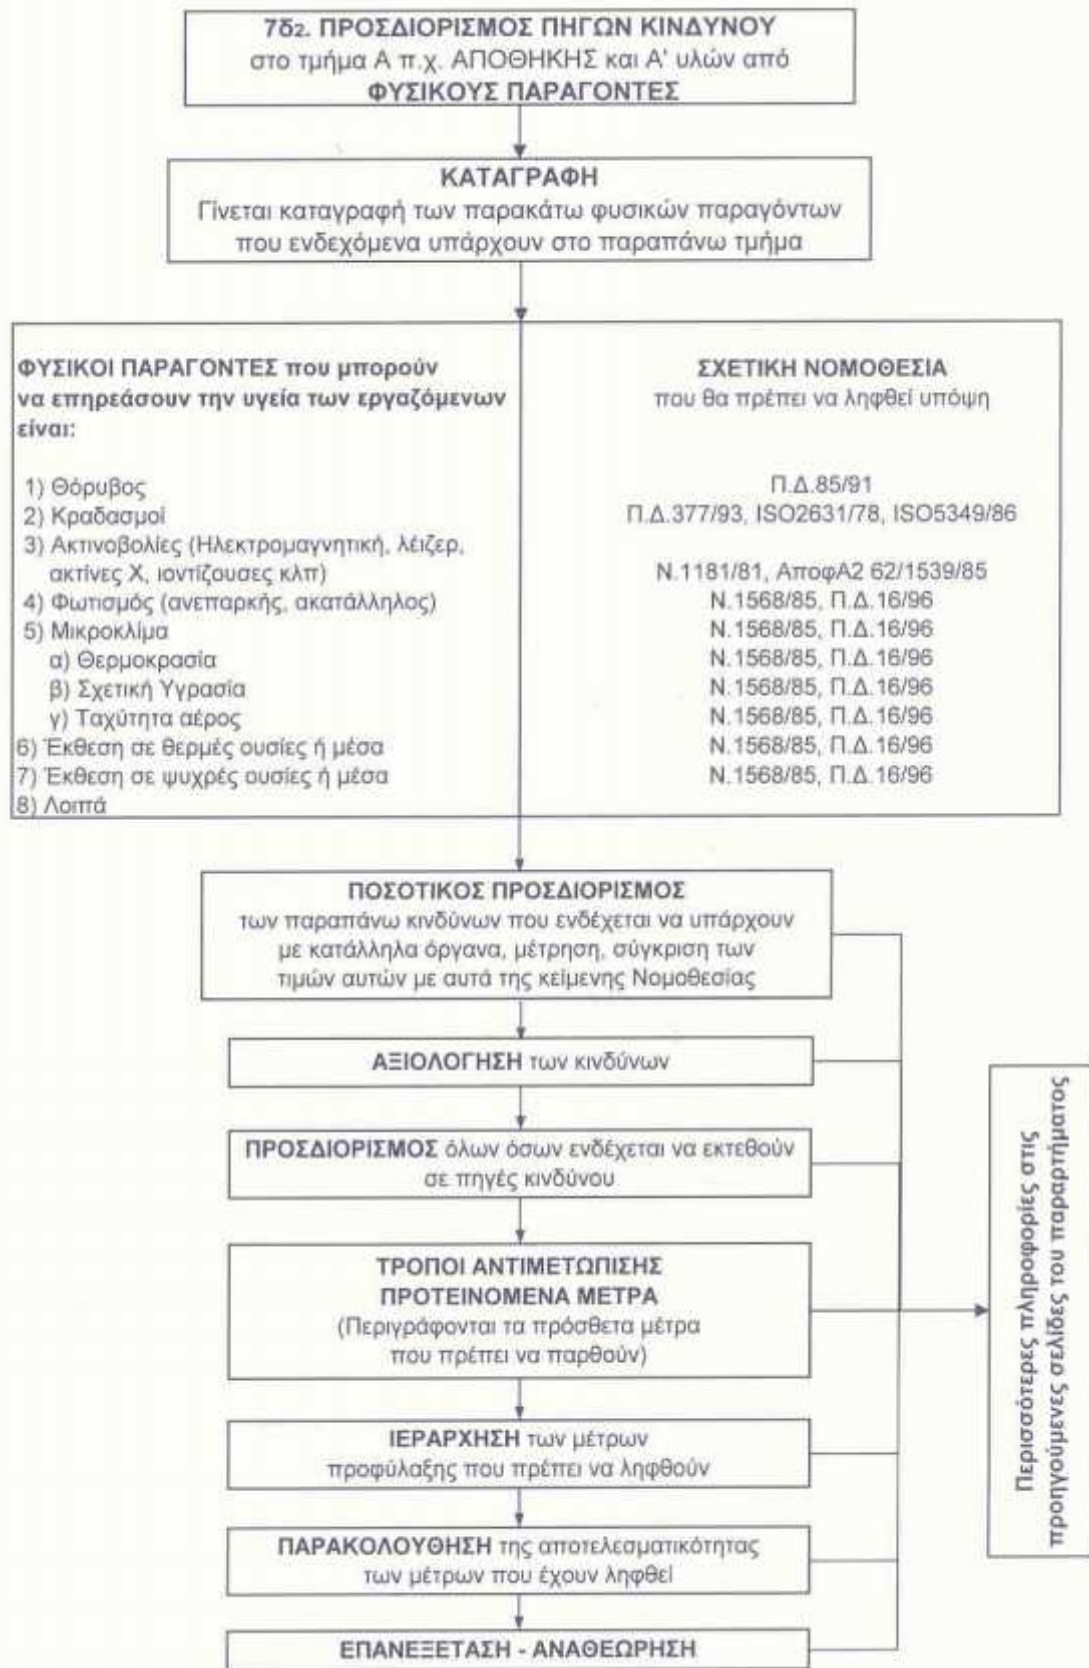 7δ2. ΠΡΟΣΔΙΟΡΙΣΜΟΣ ΠΗΓΩΝ ΚΙΝΔΥΝΟΥ
στο τμήμα Α π.χ. ΑΠΟΘΗΚΗΣ και Α' υλών από
ΦΥΣΙΚΟΥΣ ΠΑΡΑΓΟΝΤΕΣ
ΚΑΤΑΓΡΑΦΗ
Γίνεται καταγραφή των παρακάτω φυσικών παραγόντων
που ενδεχόμενα υπάρχουν στο παραπάνω τμήμα
ΦΥΣΙΚΟΙ ΠΑΡΑΓΟΝΤΕΣ που μπορούν
να επηρεάσουν την υγεία των εργαζόμενων
είναι:
1) Θόρυβος
2) Κραδασμοί
3) Ακτινοβολίες (Ηλεκτρομαγνητική, λέιζερ,
ακτίνες Χ, ιοντίζουσες κλπ)
4) Φωτισμός (ανεπαρκής, ακατάλληλος)
5) Μικροκλίμα
α) Θερμοκρασία
β) Σχετική Υγρασία
γ) Ταχύτητα αέρος
6) Έκθεση σε θερμές ουσίες ή μέσα
7) Έκθεση σε ψυχρές ουσίες ή μέσα
8) Λοιπά
ΣΧΕΤΙΚΗ ΝΟΜΟΘΕΣΙΑ
που θα πρέπει να ληφθεί υπόψη
Π.Δ.85/91
Π.Δ.377/93, ISO2631/78, ISO5349/86
Ν.1181/81, ΑποφΑ2 62/1539/85
Ν.1568/85, Π.Δ.16/96
Ν.1568/85, Π.Δ.16/96
Ν.1568/85, Π.Δ.16/96
Ν.1568/85, Π.Δ.16/96
Ν.1568/85, Π.Δ.16/96
Ν.1568/85, Π.Δ.16/96
Ν.1568/85, Π.Δ.16/96
ΠΟΣΟΤΙΚΟΣ ΠΡΟΣΔΙΟΡΙΣΜΟΣ
των παραπάνω κινδύνων που ενδέχεται να υπάρχουν
με κατάλληλα όργανα, μέτρηση, σύγκριση των
τιμών αυτών με αυτά της κείμενης Νομοθεσίας
ΑΞΙΟΛΟΓΗΣΗ των κινδύνων
ΠΡΟΣΔΙΟΡΙΣΜΟΣ όλων όσων ενδέχεται να εκτεθούν
σε πηγές κινδύνου
ΤΡΟΠΟΙ ΑΝΤΙΜΕΤΩΠΙΣΗΣ
ΠΡΟΤΕΙΝΟΜΕΝΑ ΜΕΤΡΑ
(Περιγράφονται τα πρόσθετα μέτρα
που πρέπει να παρθούν)
ΙΕΡΑΡΧΗΣΗ των μέτρων
προφύλαξης που πρέπει να ληφθούν
ΠΑΡΑΚΟΛΟΥΘΗΣΗ της αποτελεσματικότητας
των μέτρων που έχουν ληφθεί
ΕΠΑΝΕΞΕΤΑΣΗ - ΑΝΑΘΕΩΡΗΣΗ
Περισσότερες πληροφορίες στις
προηγούμενες σελίδες του παραρτήματος